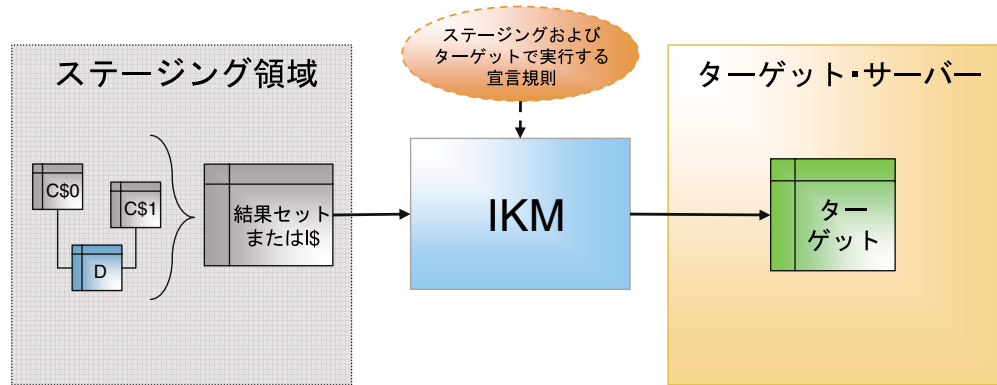 ステージングおよび
ターゲットで実行する
宣言規則
ステージング領域
ターゲット・サーバー
C$0
C$1
D
結果セット
またはI$
IKM
ター
ゲット